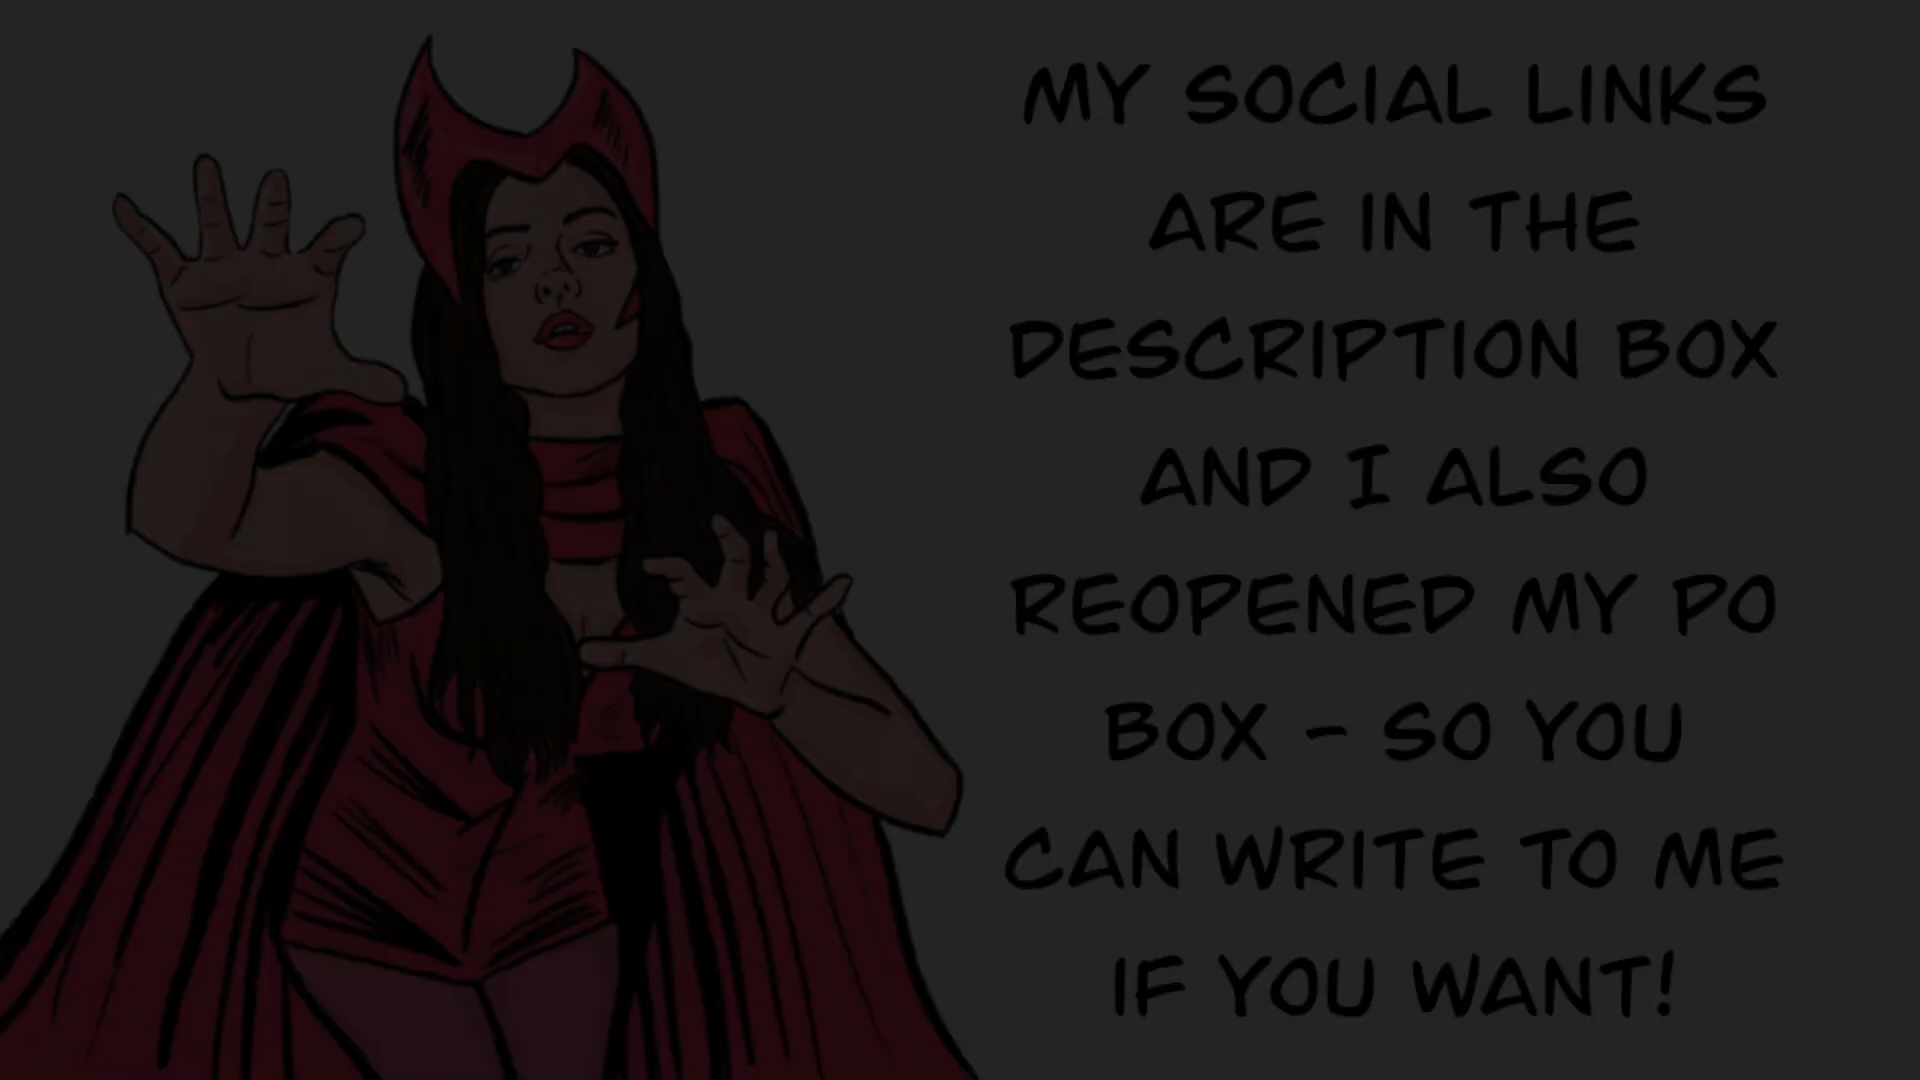 MY SOCIAL LINKS
ARE IN THE
DESCRIPTION BOX
AND I ALSO
REOPENED MY PO
BOX - SO YOU
CAN WRITE TO ME
IF YOU WANT!